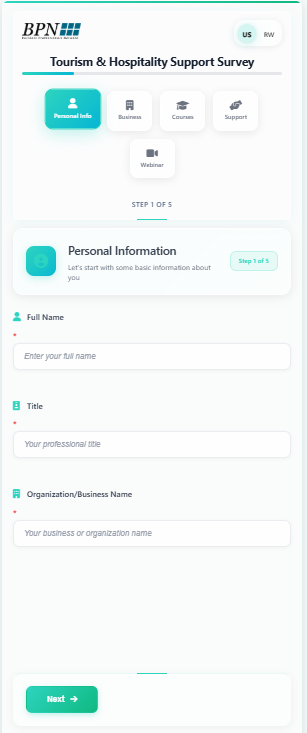 BPN
US RW
Tourism & Hospitality Support Survey
Personal Info
Business
Courses
Support
Webinar
STEP 1 OF 5
Personal Information
Let's start with some basic information about
you
Step 1 of 5
Full Name
*
Enter your full name
Title
*
Your professional title
Organization/Business Name
*
Your business or organization name
Next →